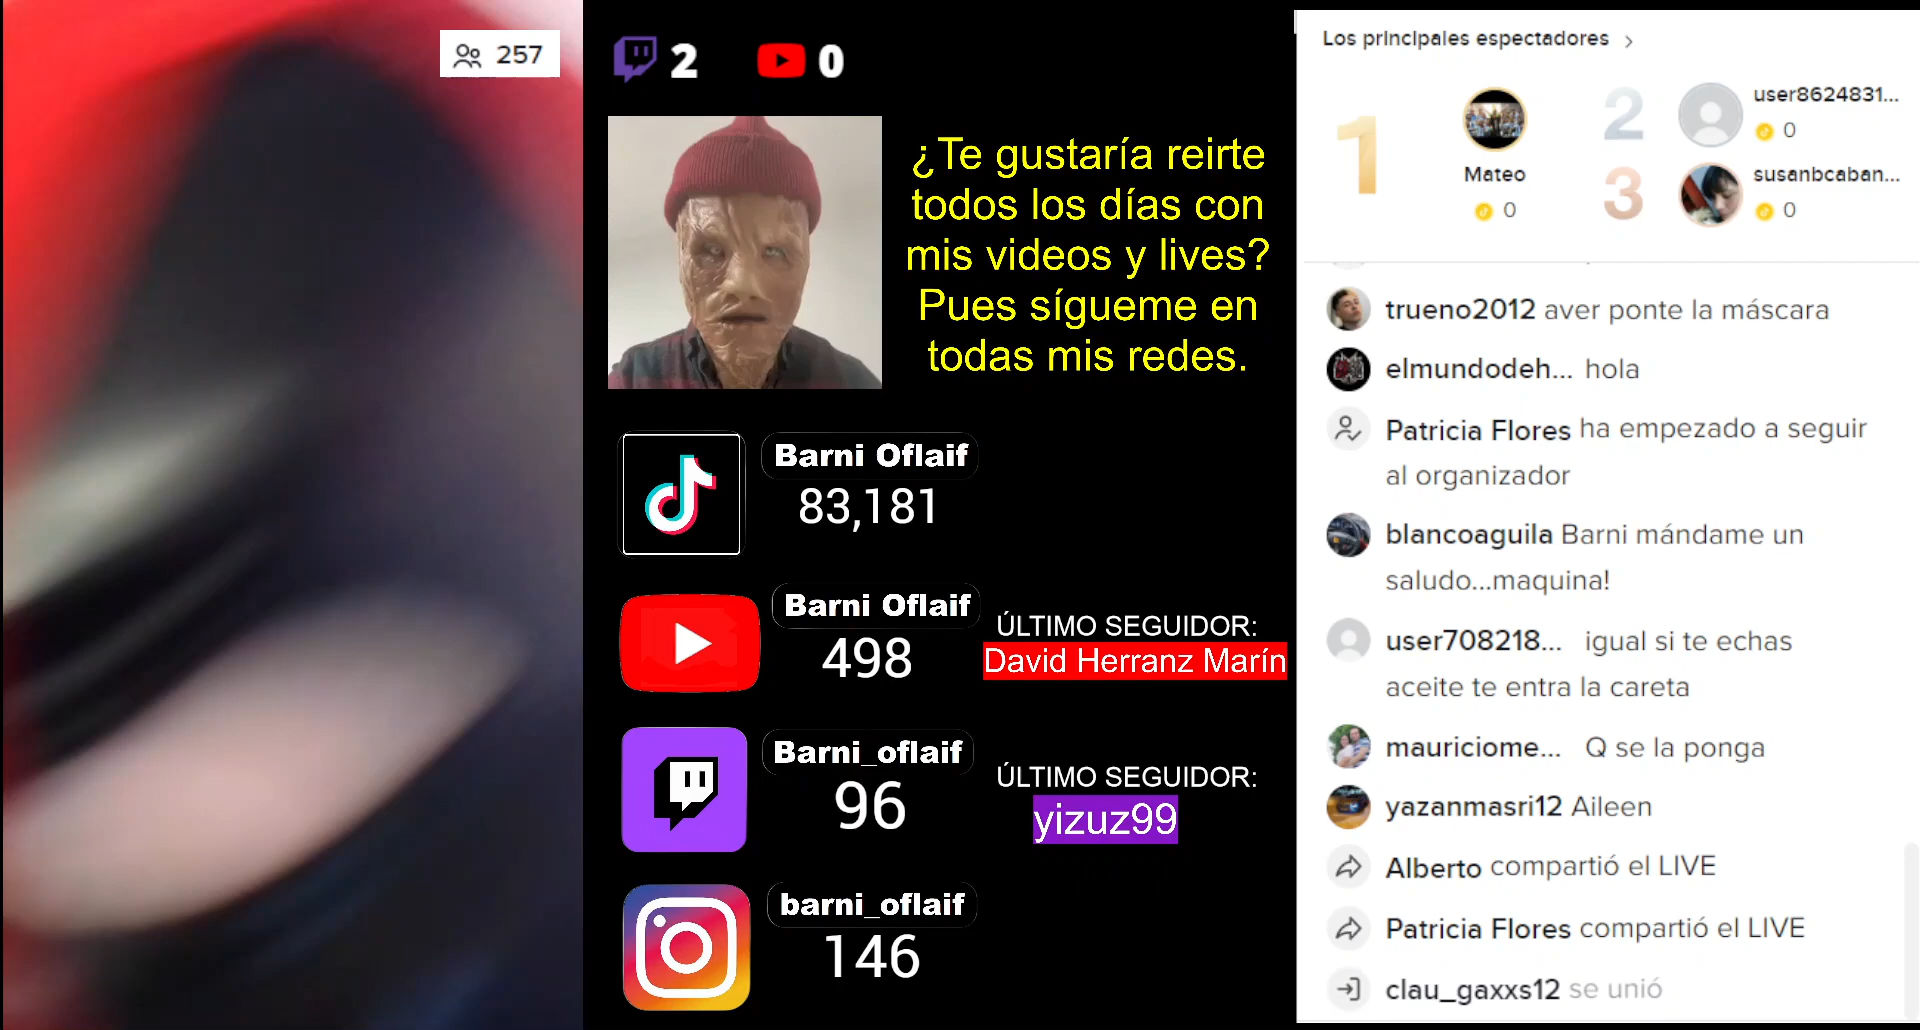 257
2
0
¿Te gustaría reirte
todos los días con
mis videos y lives?
Pues sígueme en
todas mis redes.
Barni Oflaif
83,181
Barni Oflaif
498
ÚLTIMO SEGUIDOR:
David Herranz Marín
Barni_oflaif
96
ÚLTIMO SEGUIDOR:
yizuz99
barni_oflaif
146
Los principales espectadores
1
Mateo
0
2
user8624831...
0
3
susanbcaban...
0
trueno2012 aver ponte la máscara
elmundodeh... hola
Patricia Flores ha empezado a seguir
al organizador
blancoaguila Barni mándame un
saludo...maquina!
user708218... igual si te echas
aceite te entra la careta
mauriciome... Q se la ponga
yazanmasri12 Aileen
Alberto compartió el LIVE
Patricia Flores compartió el LIVE
clau_gaxxs12 se unió